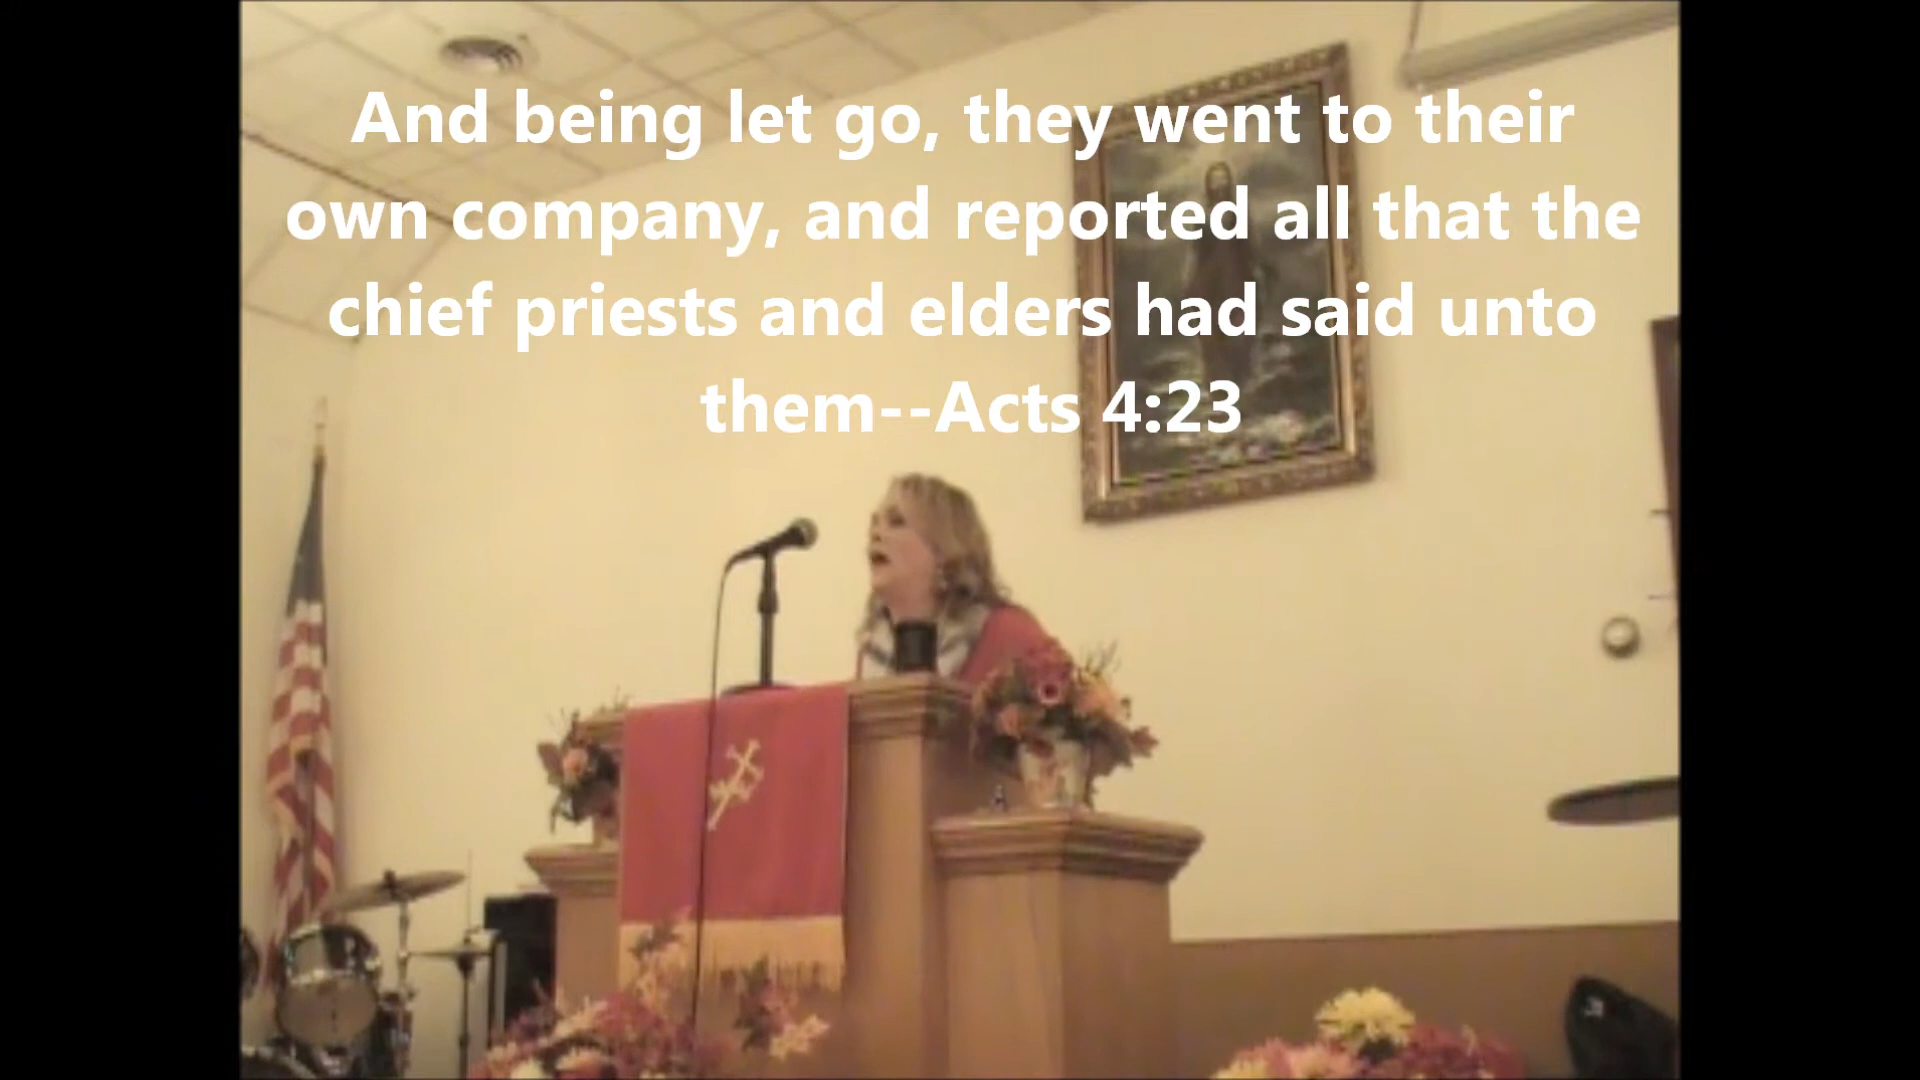 And being let go, they went to their
own company, and reported all that the
chief priests and elders had said unto
them--Acts 4:23